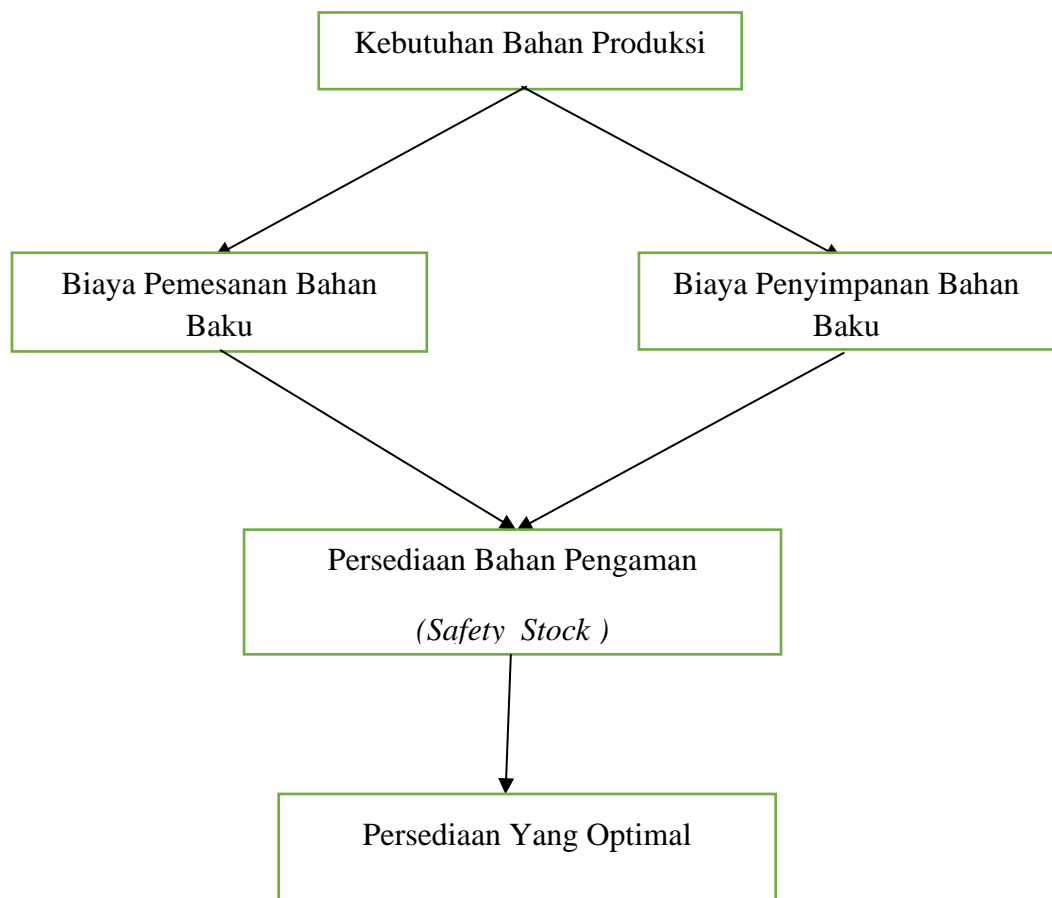 Kebutuhan Bahan Produksi
Biaya Pemesanan Bahan
Baku
Biaya Penyimpanan Bahan
Baku
Persediaan Bahan Pengaman
(Safety Stock )
Persediaan Yang Optimal